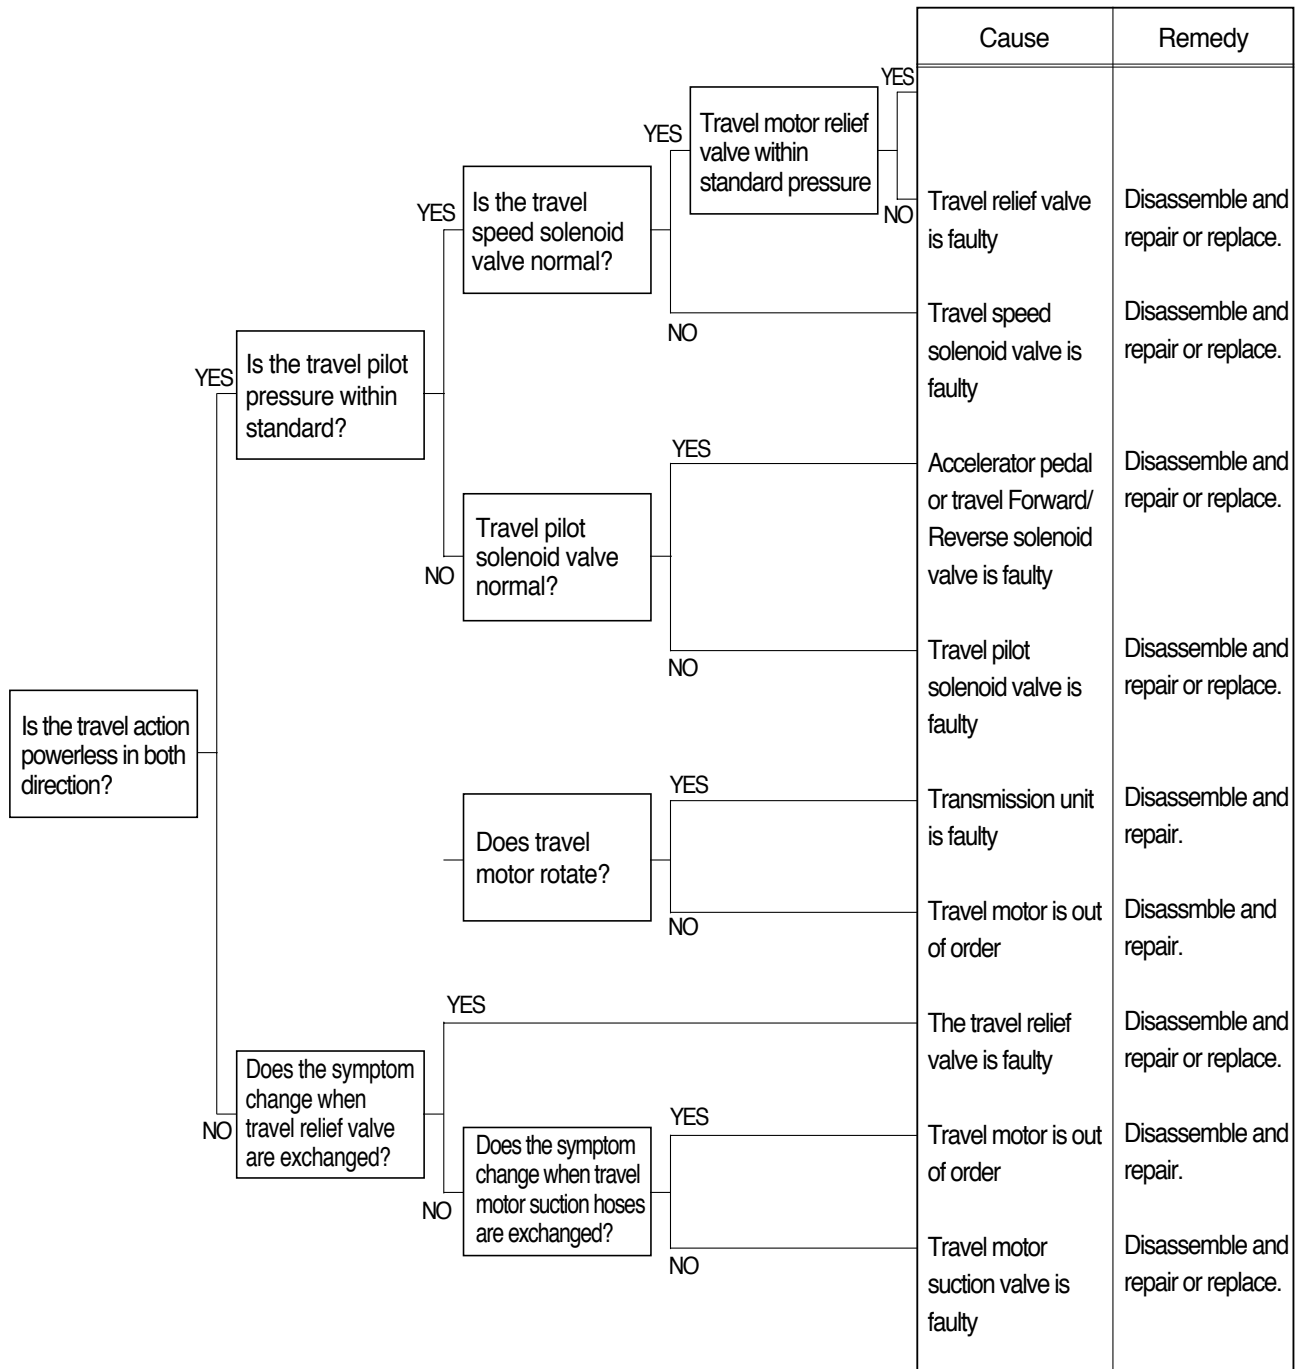 Cause
Remedy
YES
Travel motor relief
valve within
standard pressure
YES
NO
Travel relief valve
is faulty
Disassemble and
repair or replace.
Is the travel
speed solenoid
valve normal?
YES
NO
Travel speed
solenoid valve is
faulty
Disassemble and
repair or replace.
Is the travel pilot
pressure within
standard?
YES
YES
Accelerator pedal
or travel Forward/
Reverse solenoid
valve is faulty
Disassemble and
repair or replace.
Travel pilot
solenoid valve
normal?
NO
NO
Travel pilot
solenoid valve is
faulty
Disassemble and
repair or replace.
Is the travel action
powerless in both
direction?
YES
Transmission unit
is faulty
Disassemble and
repair.
Does travel
motor rotate?
NO
Travel motor is out
of order
Disassmble and
repair.
YES
The travel relief
valve is faulty
Disassemble and
repair or replace.
Does the symptom
change when
travel relief valve
are exchanged?
NO
YES
Travel motor is out
of order
Disassemble and
repair.
Does the symptom
change when travel
motor suction hoses
are exchanged?
NO
NO
Travel motor
suction valve is
faulty
Disassemble and
repair or replace.